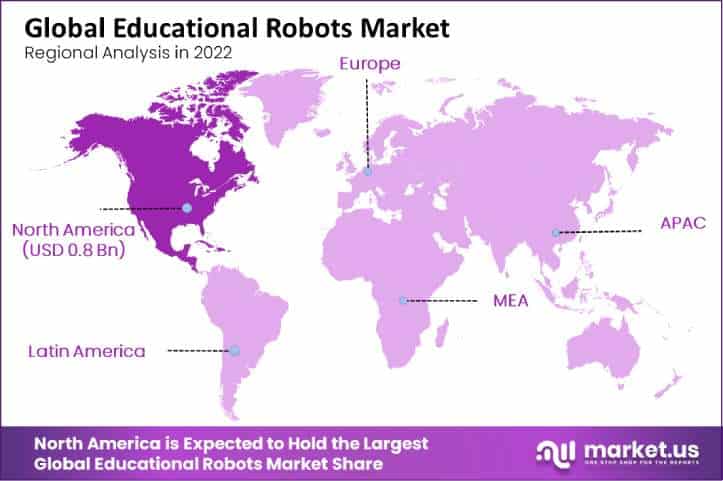 Global Educational Robots Market
Regional Analysis in 2022
Europe
North America
(USD 0.8 Bn)
APAC
MEA
Latin America
North America is Expected to Hold the Largest
Global Educational Robots Market Share
market.us
ONE STOP SHOP FOR THE REPORTS